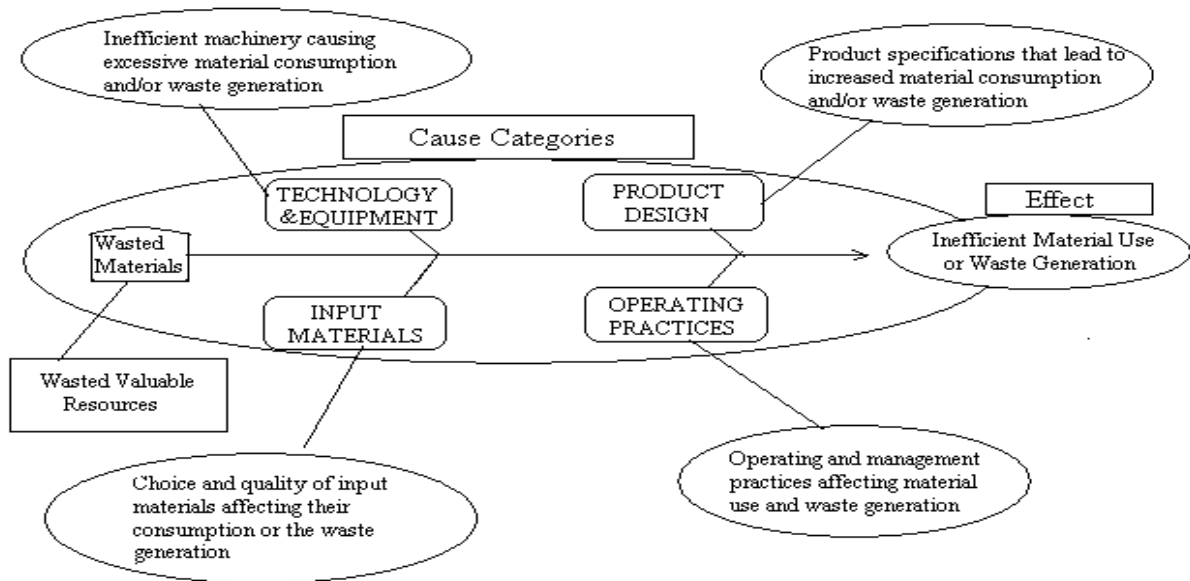 Inefficient machinery causing
excessive material consumption
and/or waste generation
Product specifications that lead to
increased material consumption
and/or waste generation
Cause Categories
TECHNOLOGY
&EQUIPMENT
PRODUCT
DESIGN
Effect
Wasted
Materials
Inefficient Material Use
or Waste Generation
INPUT
MATERIALS
OPERATING
PRACTICES
Wasted Valuable
Resources
Choice and quality of input
materials affecting their
consumption or the waste
generation
Operating and management
practices affecting material
use and waste generation